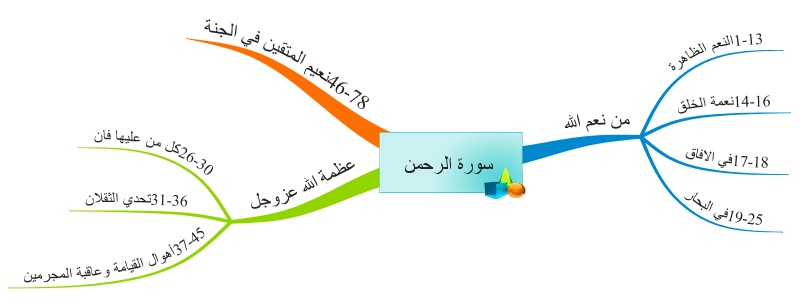 سورة الرحمن
من نعم الله
1-13النعم الظاهرة
14-16نعمة الخلق
17-18في الافاق
19-25في البحار
عظمة الله عزوجل
26-30كل من عليها فان
31-36تحدي الثقلان
37-45أهوال القيامة وعاقبة المجرمين
46-78نعيم المتقين في الجنة